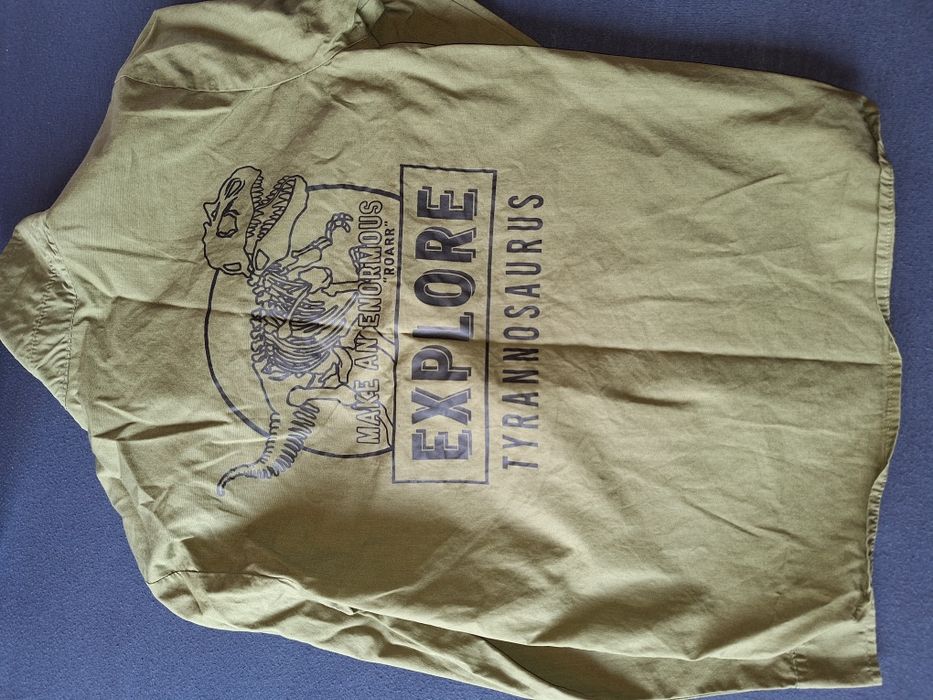 MAKE AN ENORMOUS
"ROARR"
EXPLORE
TYRANNOSAURUS